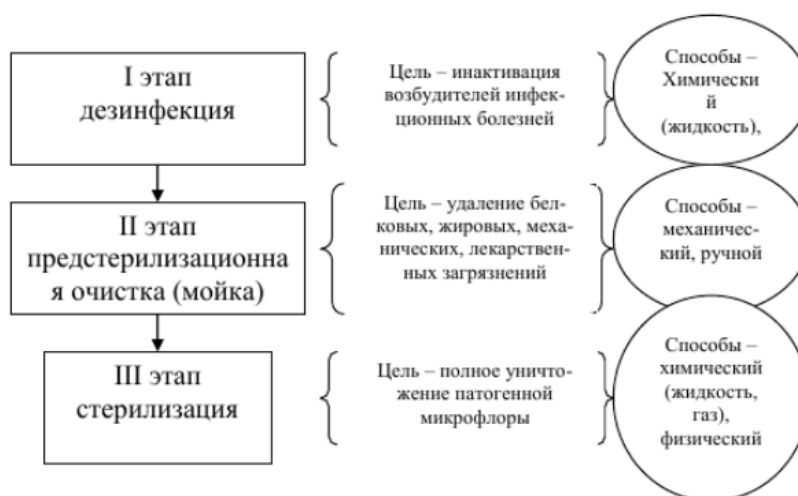 I этап
дезинфекция
Цель – инактивация
возбудителей инфек-
ционных болезней
Способы –
Химически
й
(жидкость),
II этап
предстерилизационна
я очистка (мойка)
Цель – удаление бел-
ковых, жировых, меха-
нических, лекарствен-
ных загрязнений
Способы –
механичес-
кий, ручной
III этап
стерилизация
Цель – полное уничто-
жение патогенной
микрофлоры
Способы –
химический
(жидкость,
газ),
физический